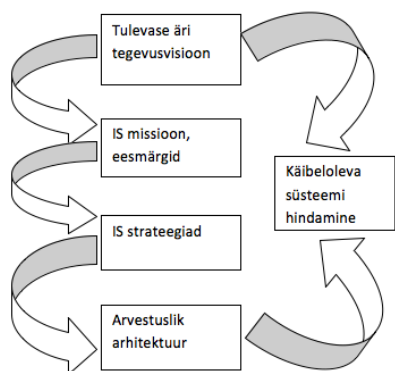 Tulevase äri
tegevusvisioon
IS missioon,
eesmärgid
Käibeloleva
süsteemi
hindamine
IS strateegiad
Arvestuslik
arhitektuur